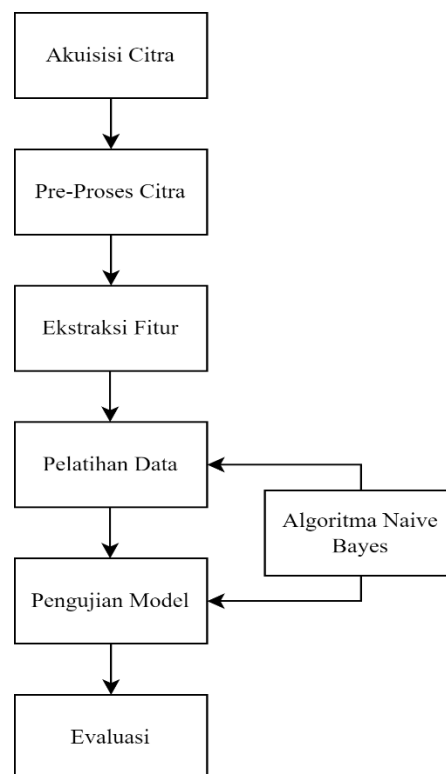 Akuisisi Citra
Pre-Proses Citra
Ekstraksi Fitur
Pelatihan Data
Algoritma Naive
Bayes
Pengujian Model
Evaluasi